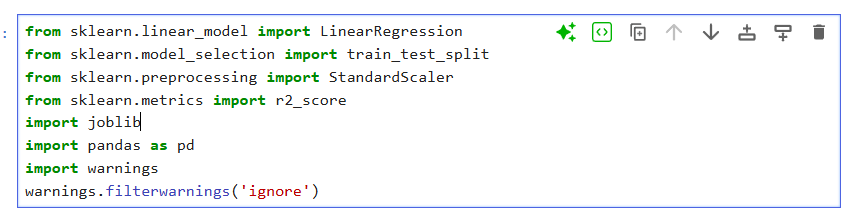 :
from sklearn.linear_model import LinearRegression
from sklearn.model_selection import train_test_split
from sklearn.preprocessing import StandardScaler
from sklearn.metrics import r2_score
import joblib
import pandas as pd
import warnings
warnings.filterwarnings('ignore')